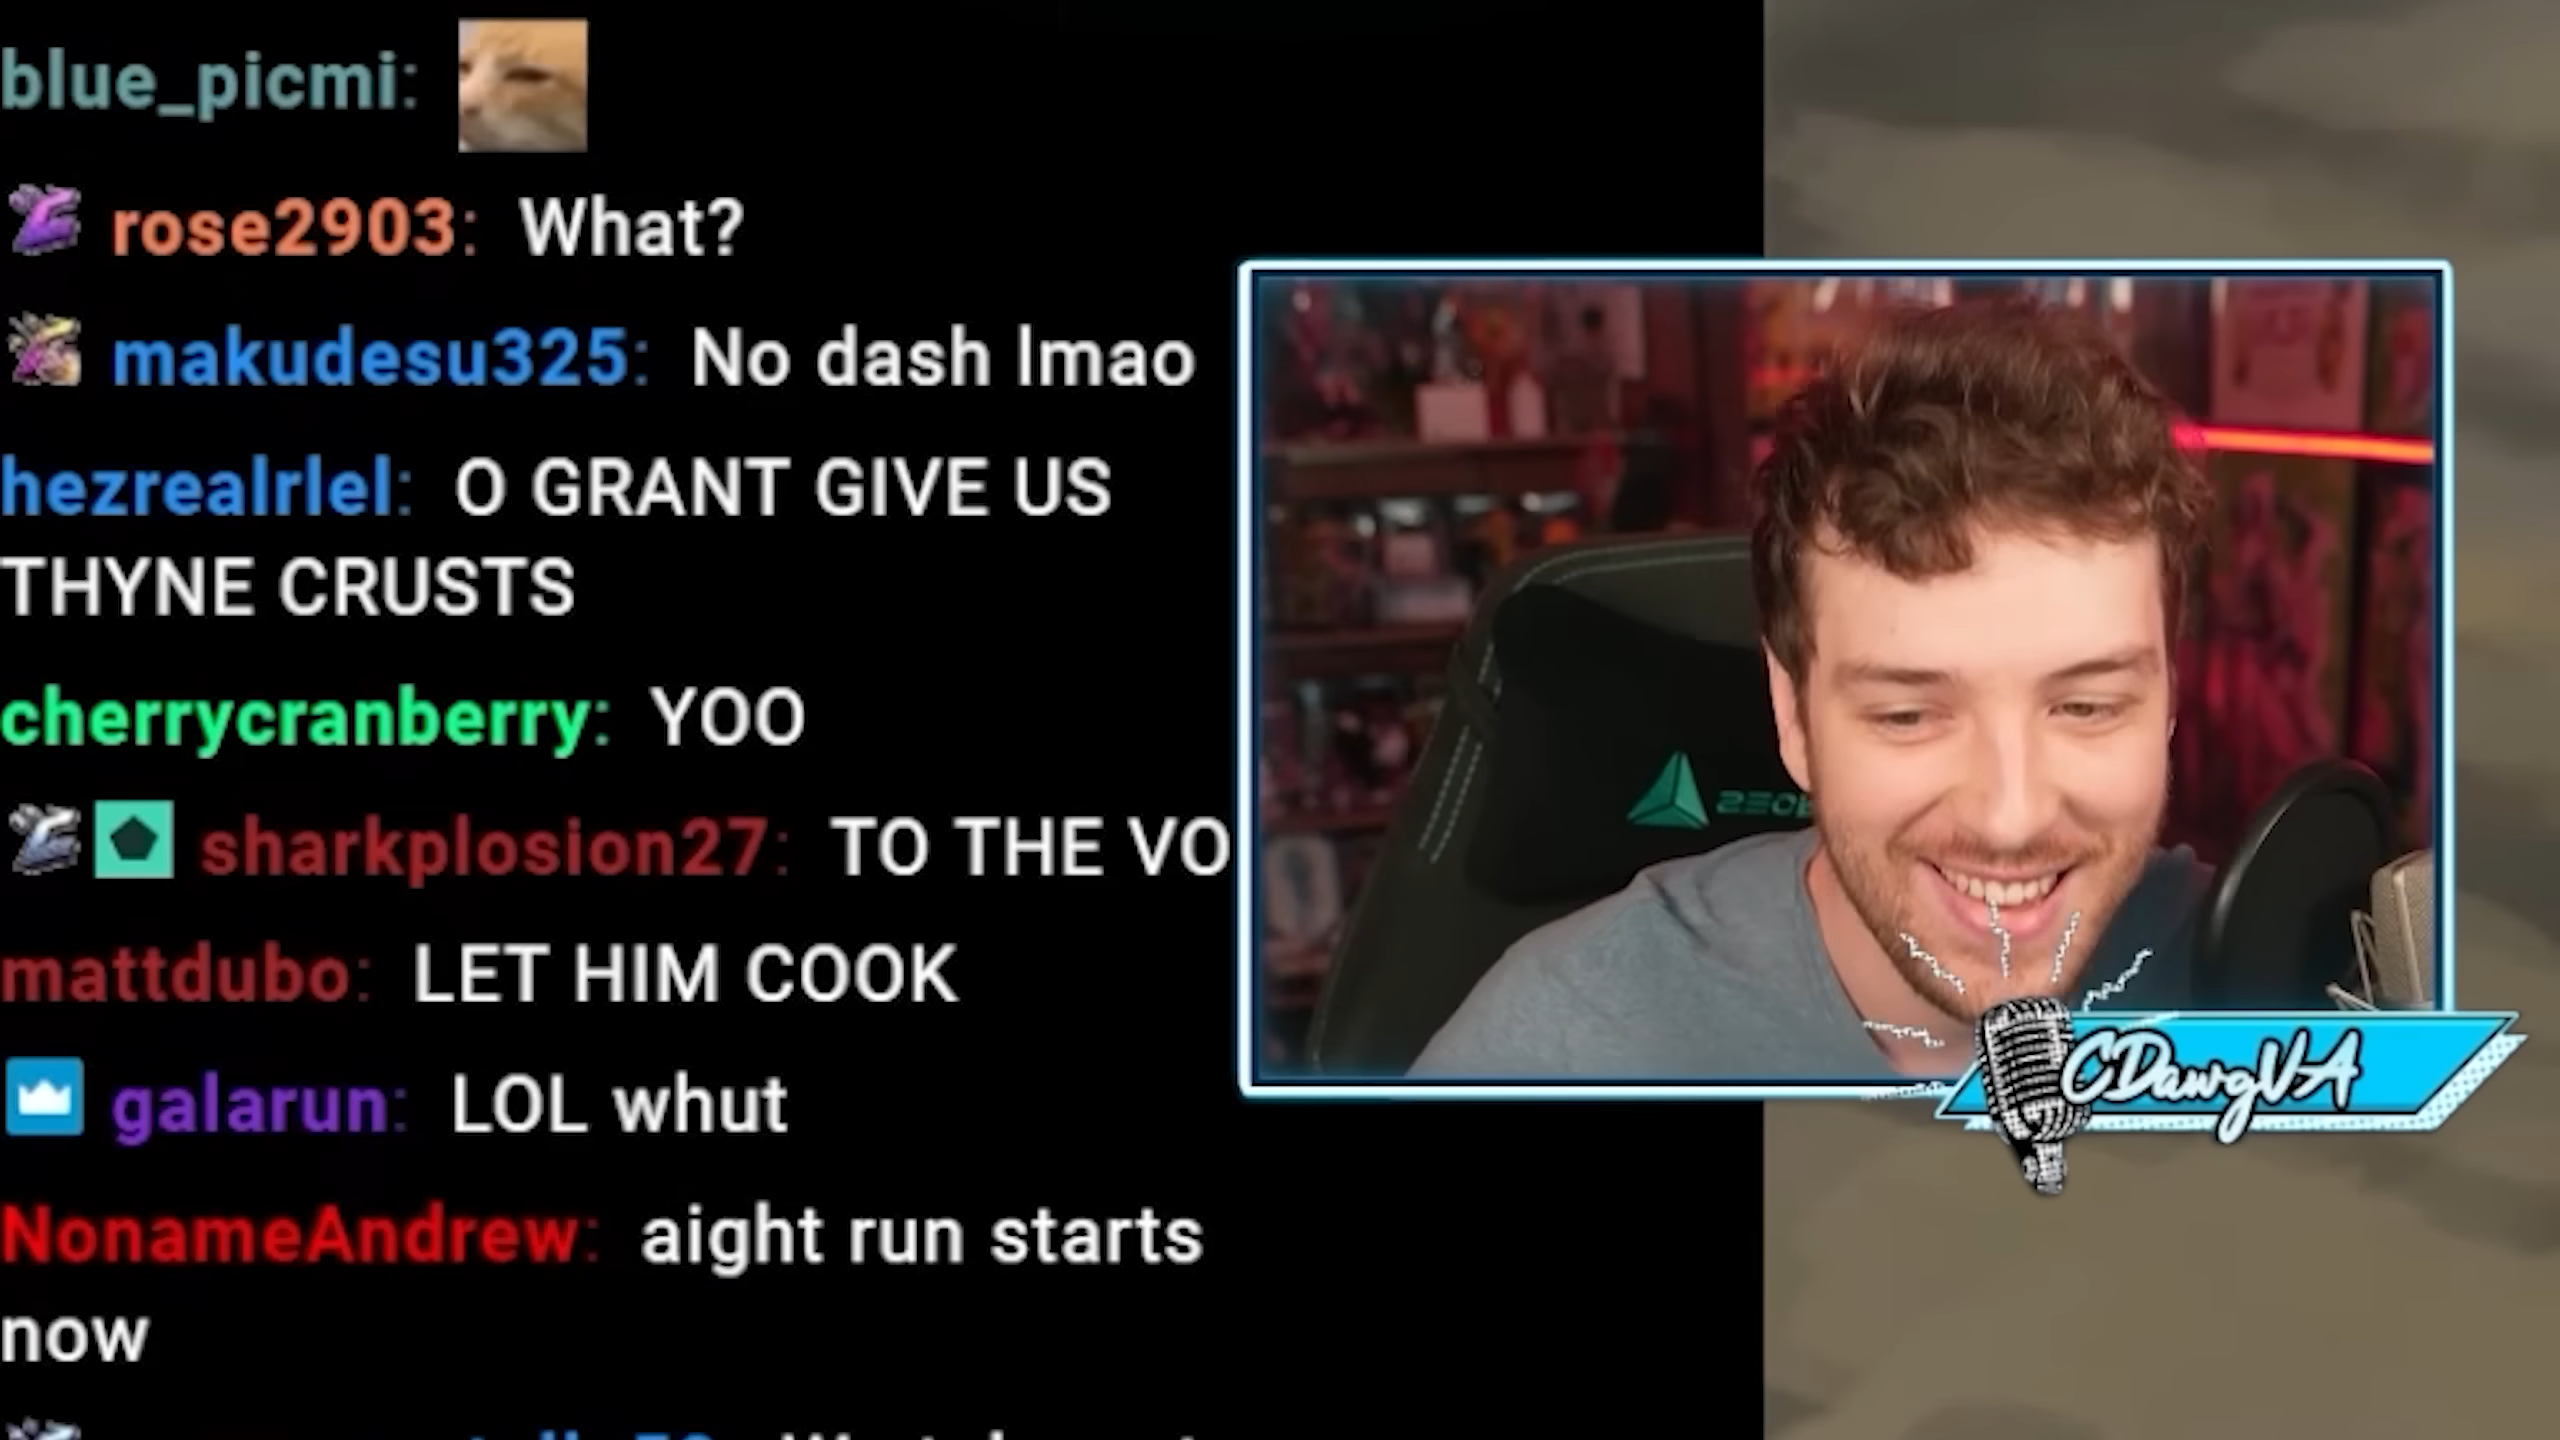 blue_picmi:
rose2903: What?
makudesu325: No dash lmao
hezrealrlel: O GRANT GIVE US
THYNE CRUSTS
cherrycranberry: YOO
sharkplosion27: TO THE VO
mattdubo: LET HIM COOK
galarun: LOL whut
NonameAndrew: aight run starts
now
CDawgVA